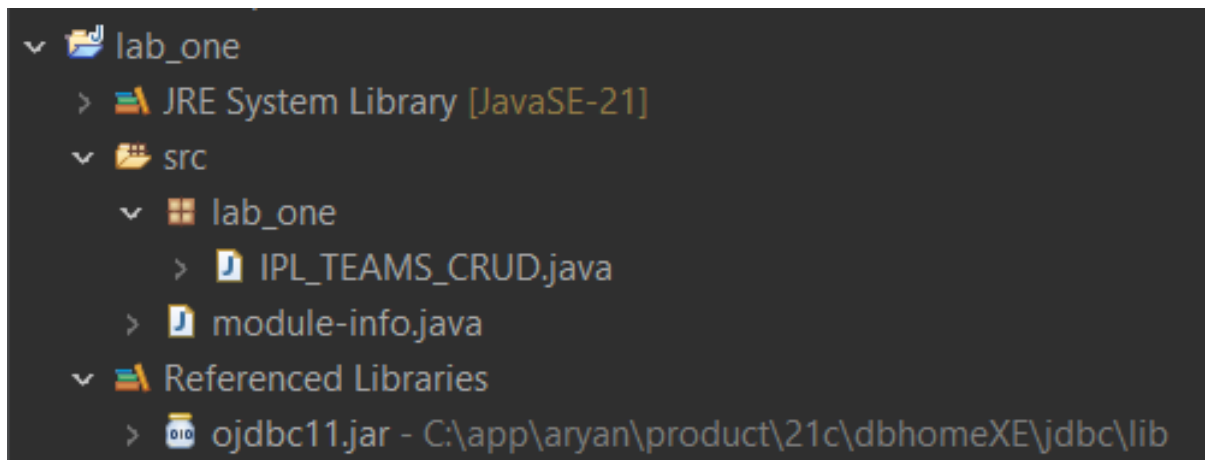 lab_one
JRE System Library [JavaSE-21]
src
lab_one
IPL_TEAMS_CRUD.java
module-info.java
Referenced Libraries
ojdbc11.jar - C:\app\aryan\product\21c\dbhomeXE\jdbc\lib